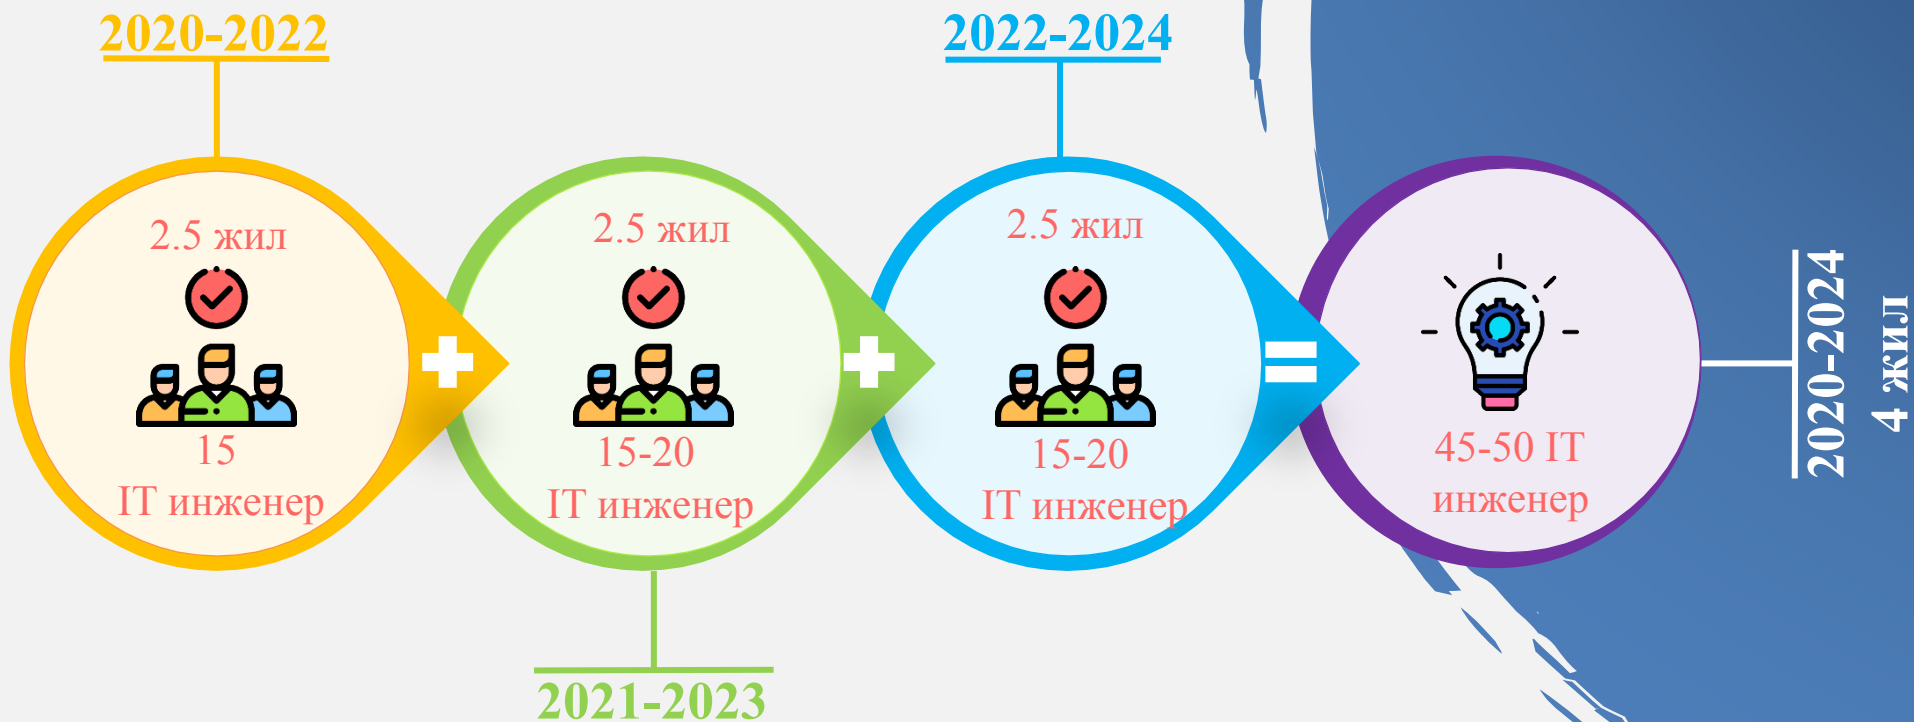 2020-2022
2.5 жил
15
IT инженер
2.5 жил
15-20
IT инженер
2021-2023
2022-2024
2.5 жил
15-20
IT инженер
45-50 IT
инженер
2020-2024
4 жил